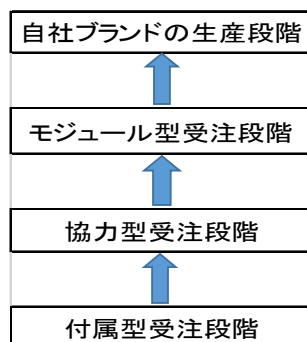 自社ブランドの生産段階
モジュール型受注段階
協力型受注段階
付属型受注段階